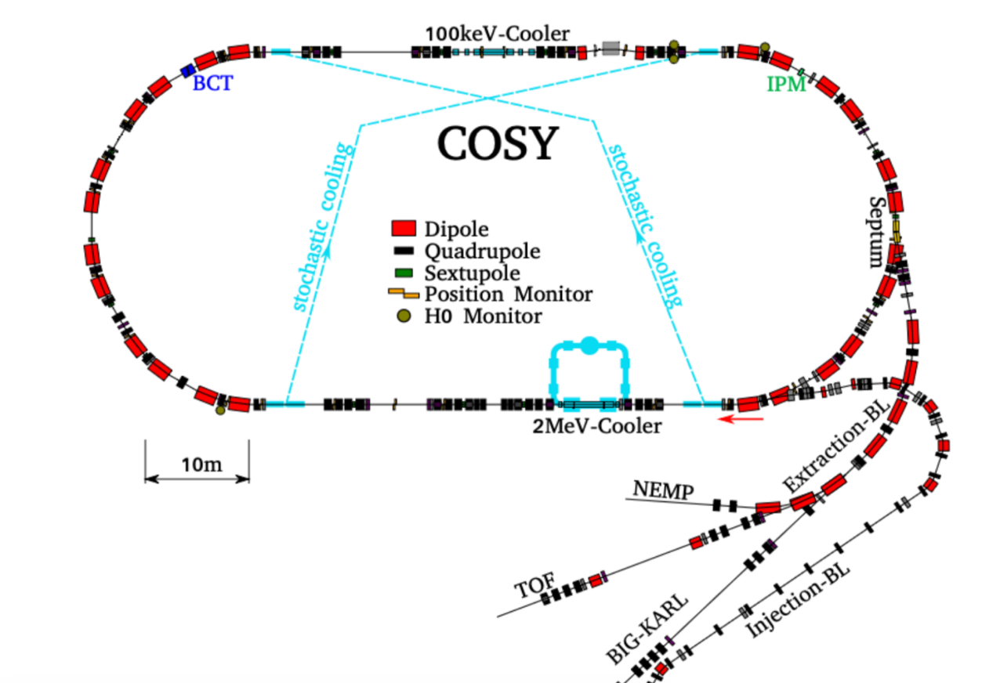 100keV-Cooler
BCT
IPM
COSY
stochastic cooling
stochastic cooling
Septum
Dipole
Quadrupole
Sextupole
Position Monitor
H0 Monitor
2MeV-Cooler
10m
Extraction-BL
NEMP
TOF
BIG-KARL
Injection-BL